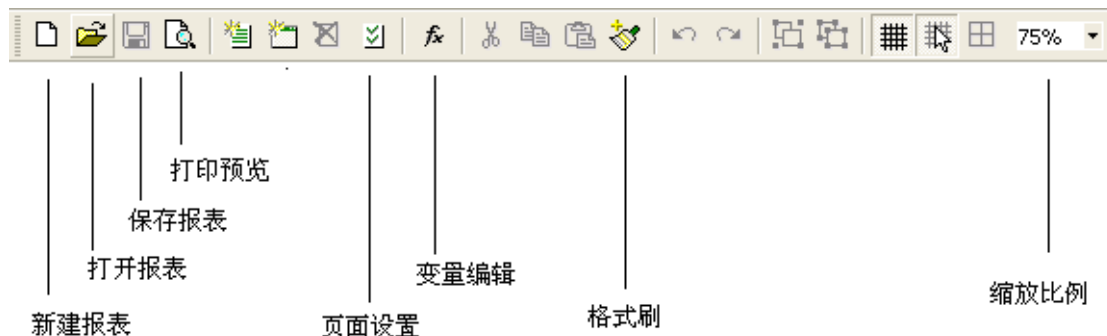 fx
75%
打印预览
保存报表
打开报表
变量编辑
缩放比例
新建报表
页面设置
格式刷